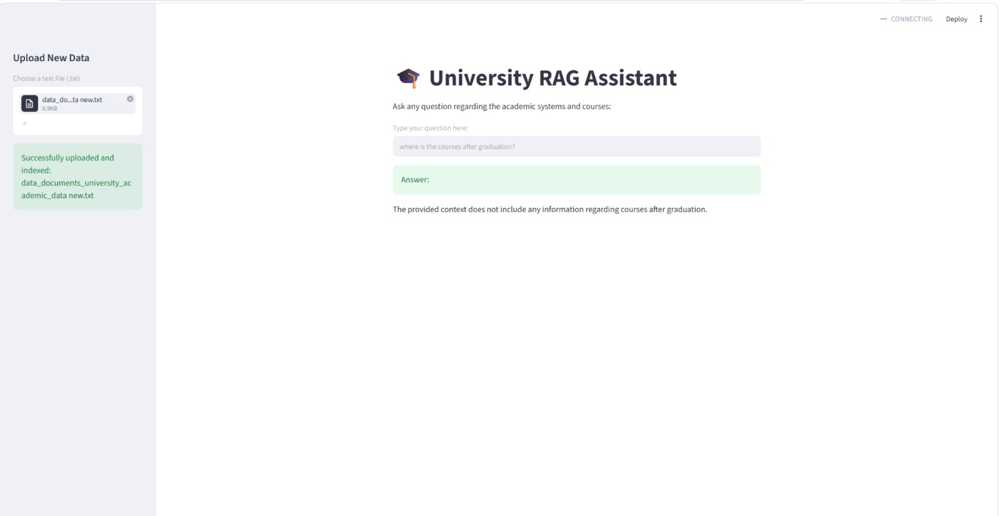 CONNECTING
Deploy
Upload New Data
Choose a text file (.txt)
data_do...ta new.txt
0.9KB
Successfully uploaded and
indexed:
data_documents_university_ac
ademic_data new.txt
University RAG Assistant
Ask any question regarding the academic systems and courses:
Type your question here:
where is the courses after graduation?
Answer:
The provided context does not include any information regarding courses after graduation.